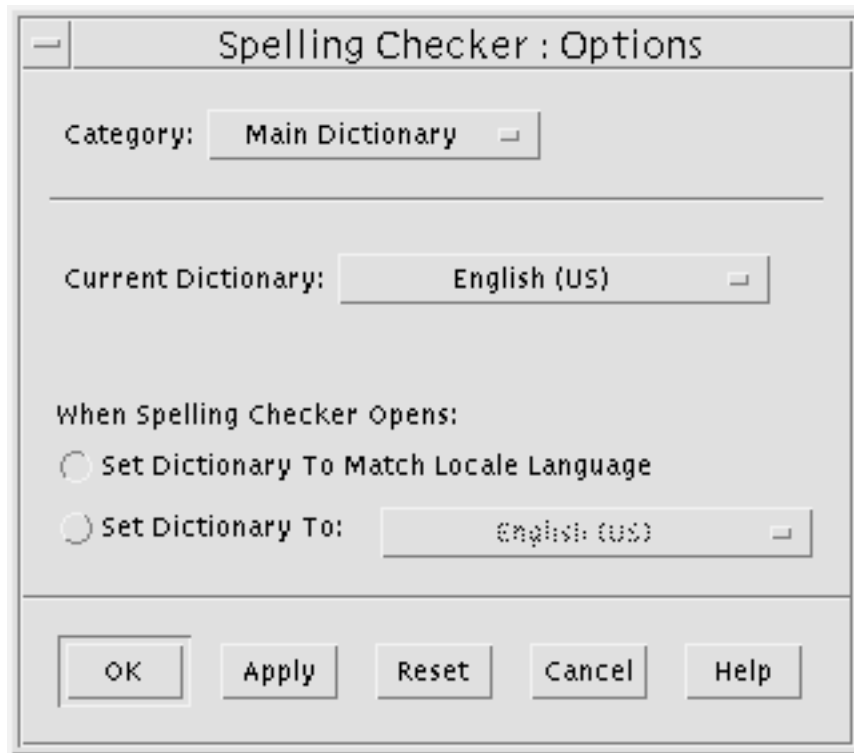 Spelling Checker : Options
Category: Main Dictionary
Current Dictionary: English (US)
When Spelling Checker Opens:
Set Dictionary To Match Locale Language
Set Dictionary To: English (US)
OK Apply Reset Cancel Help